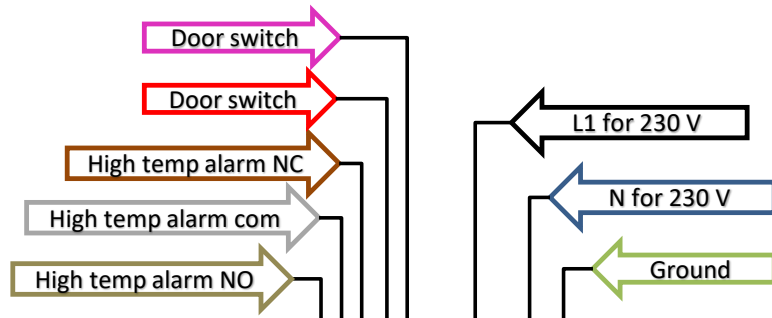 Door switch
Door switch
High temp alarm NC
High temp alarm com
High temp alarm NO
L1 for 230 V
N for 230 V
Ground